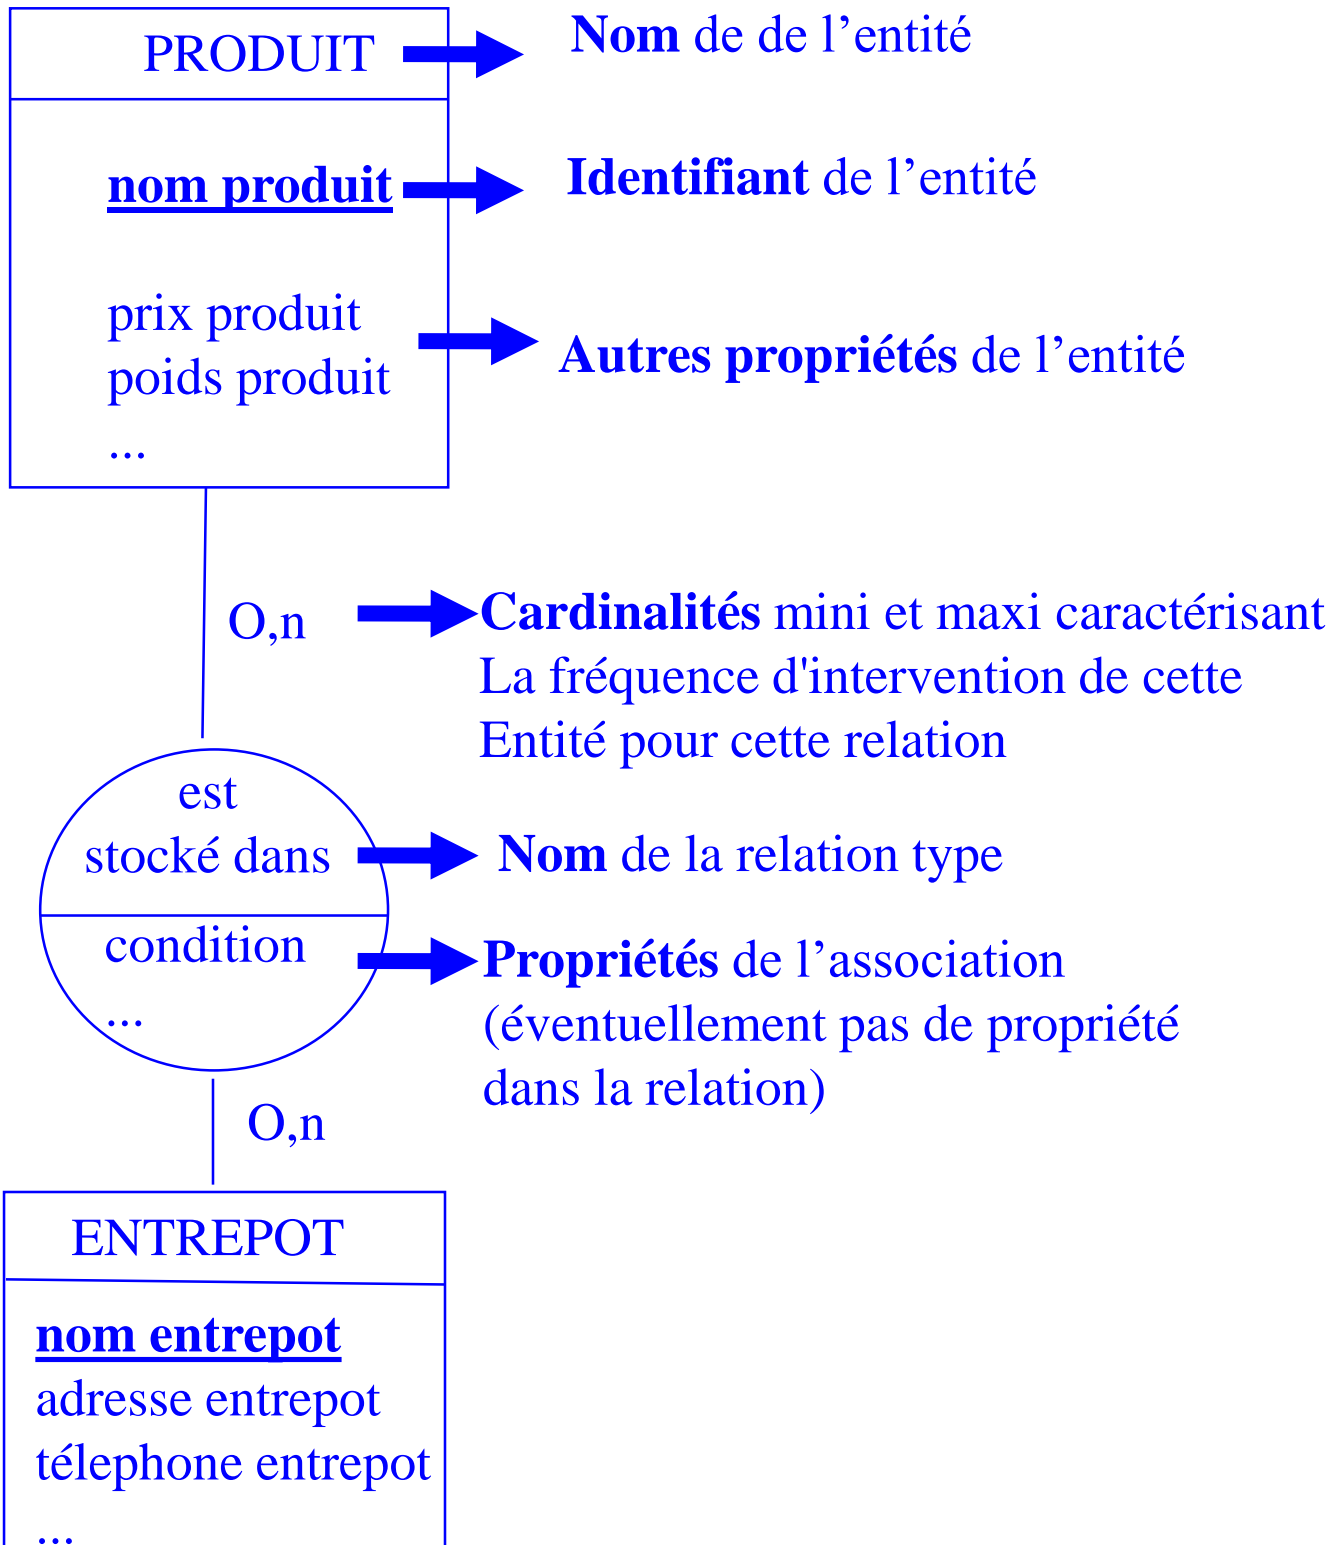 PRODUIT
Nom de de l’entité
nom produit
Identifiant de l’entité
prix produit
poids produit
...
Autres propriétés de l’entité
O,n
Cardinalités mini et maxi caractérisant
La fréquence d'intervention de cette
Entité pour cette relation
est
stocké dans
Nom de la relation type
condition
...
Propriétés de l’association
(éventuellement pas de propriété
dans la relation)
O,n
ENTREPOT
nom entrepot
adresse entrepot
télephone entrepot
...